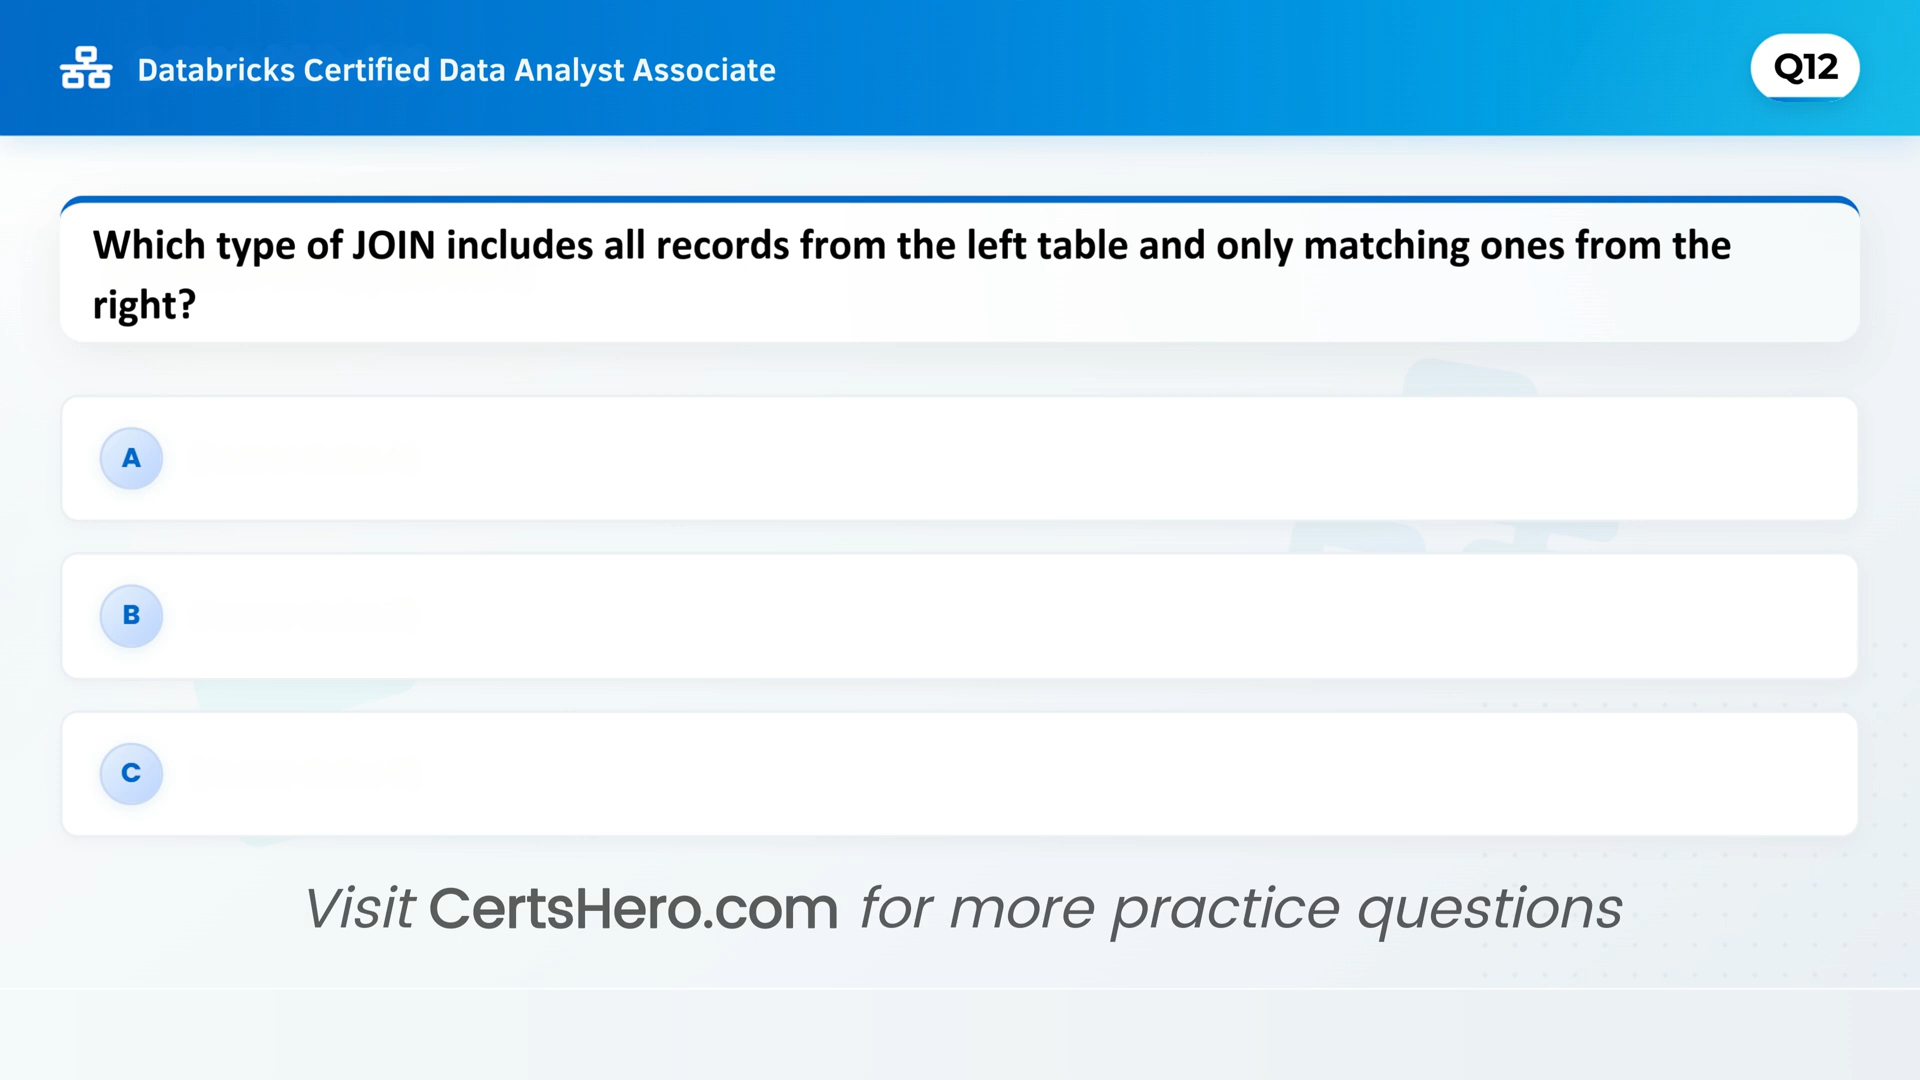 Databricks Certified Data Analyst Associate
Q12
Which type of JOIN includes all records from the left table and only matching ones from the
right?
A
B
C
Visit CertsHero.com for more practice questions